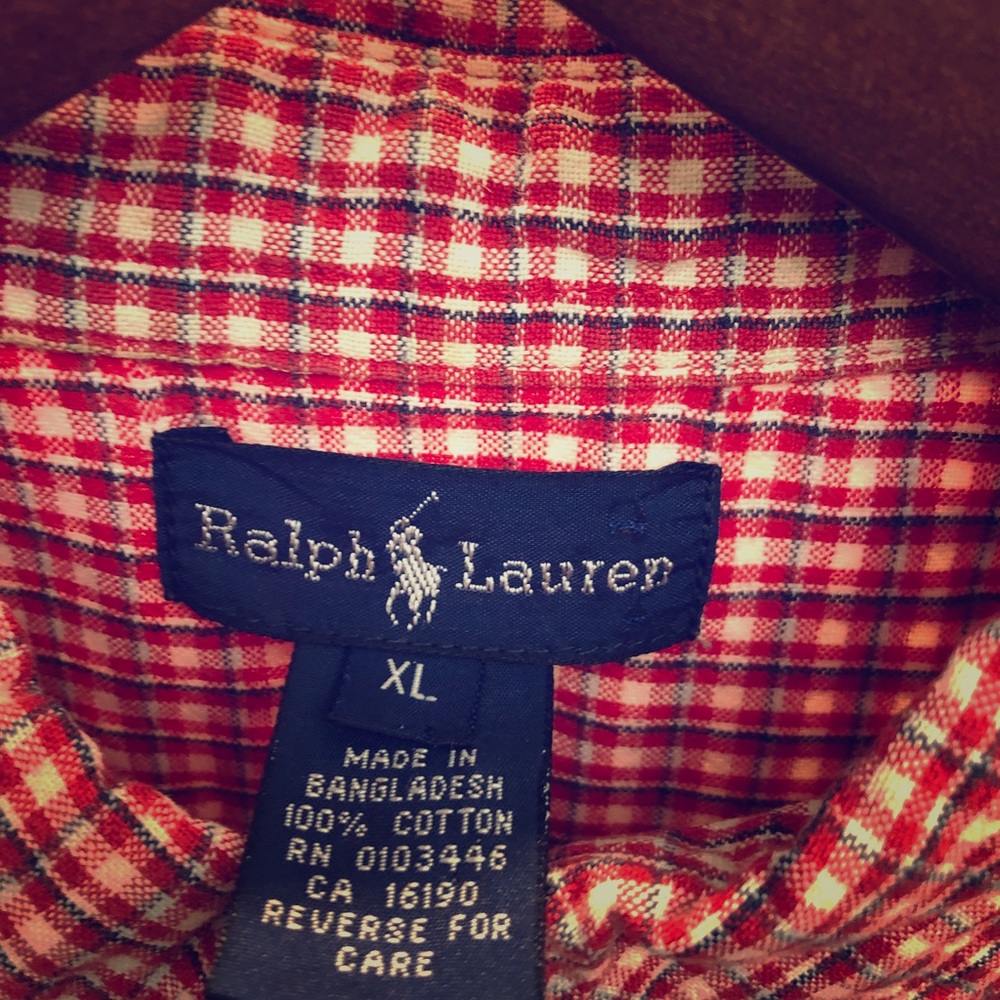 Ralph Lauren
XL
MADE IN
BANGLADESH
100% COTTON
RN 0103446
CA 16190
REVERSE FOR
CARE